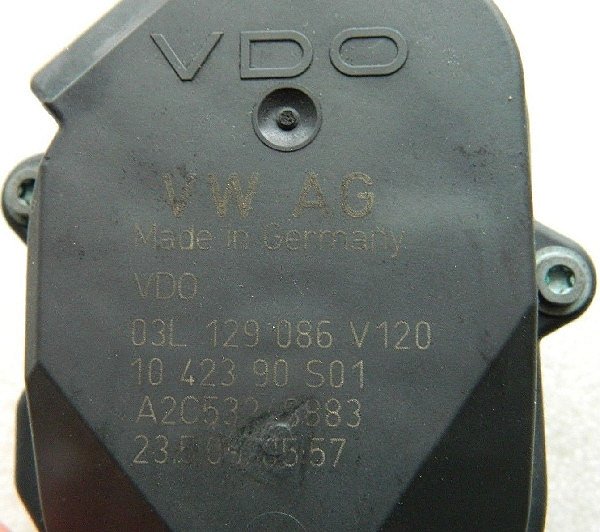 VDO
VW AG
Made in Germany
VDO
03L 129 086 V120
10 423 90 S01